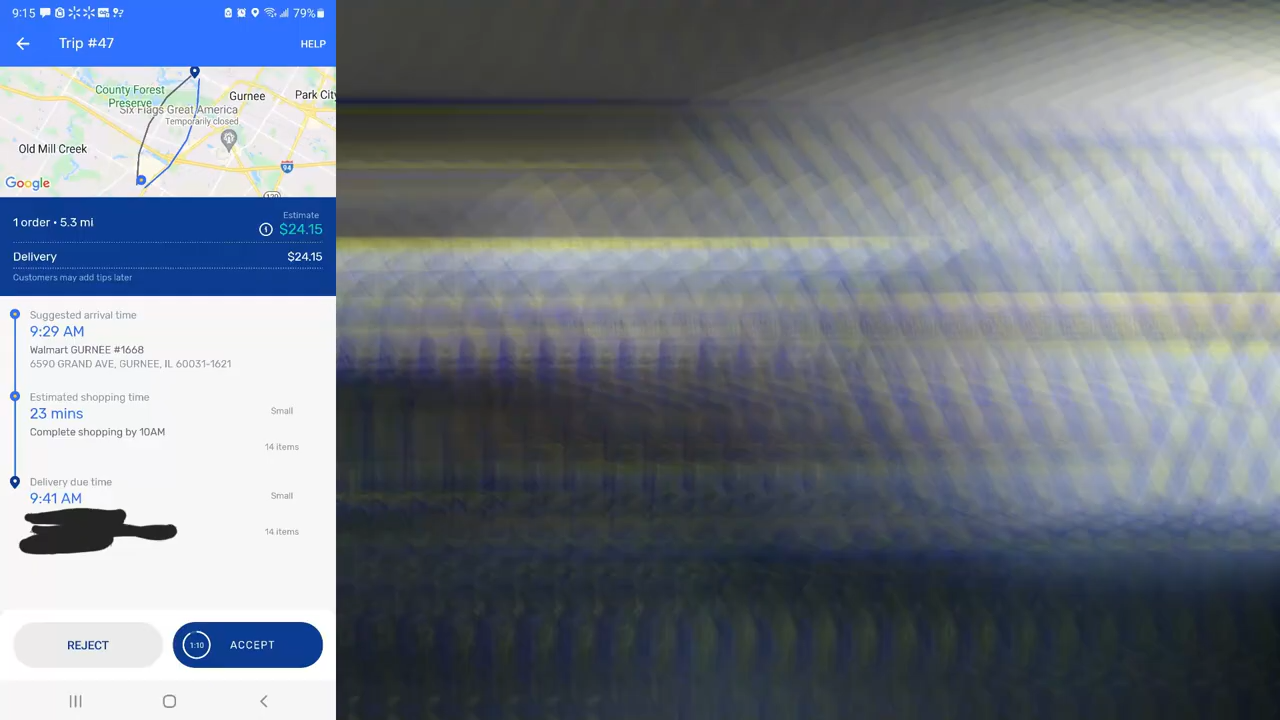 9:15 79%
Trip #47 HELP
County Forest
Preserve
Gurnee
Park City
Six Flags Great America
Temporarily closed
Old Mill Creek
94
Google
120
1 order • 5.3 mi
Estimate
$24.15
Delivery $24.15
Customers may add tips later
Suggested arrival time
9:29 AM
Walmart GURNEE #1668
6590 GRAND AVE, GURNEE, IL 60031-1621
Estimated shopping time
23 mins
Small
Complete shopping by 10AM
14 items
Delivery due time
9:41 AM
Small
14 items
REJECT
1:10 ACCEPT